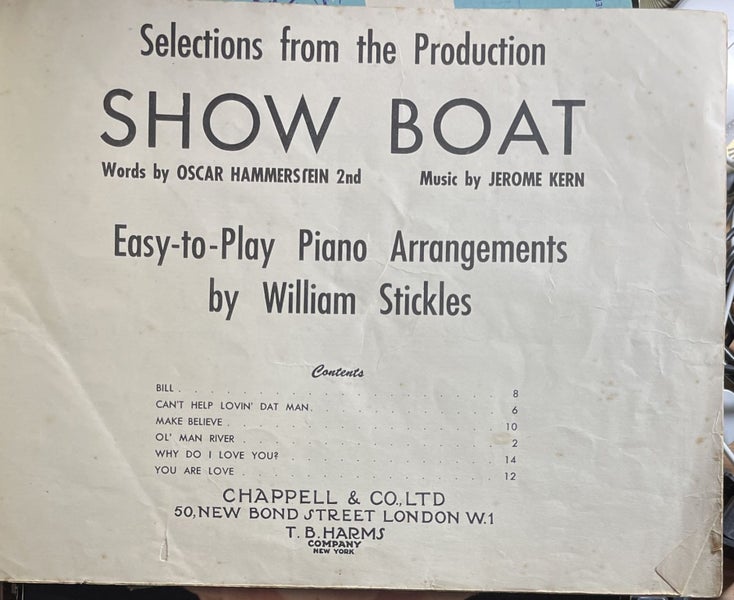 Selections from the Production
SHOW BOAT
Words by OSCAR HAMMERSTEIN 2nd Music by JEROME KERN
Easy-to-Play Piano Arrangements
by William Stickles
Contents
BILL . . . . . . . . . . . . . . 8
CAN'T HELP LOVIN' DAT MAN. . . . . . . . . . 6
MAKE BELIEVE . . . . . . . . . . . . . 10
OL' MAN RIVER . . . . . . . . . . . . . 2
WHY DO I LOVE YOU? . . . . . . . . . . . 14
YOU ARE LOVE . . . . . . . . . . . . . 12
CHAPPELL & CO., LTD
50, NEW BOND STREET LONDON W.1
T. B. HARMS
COMPANY
NEW YORK